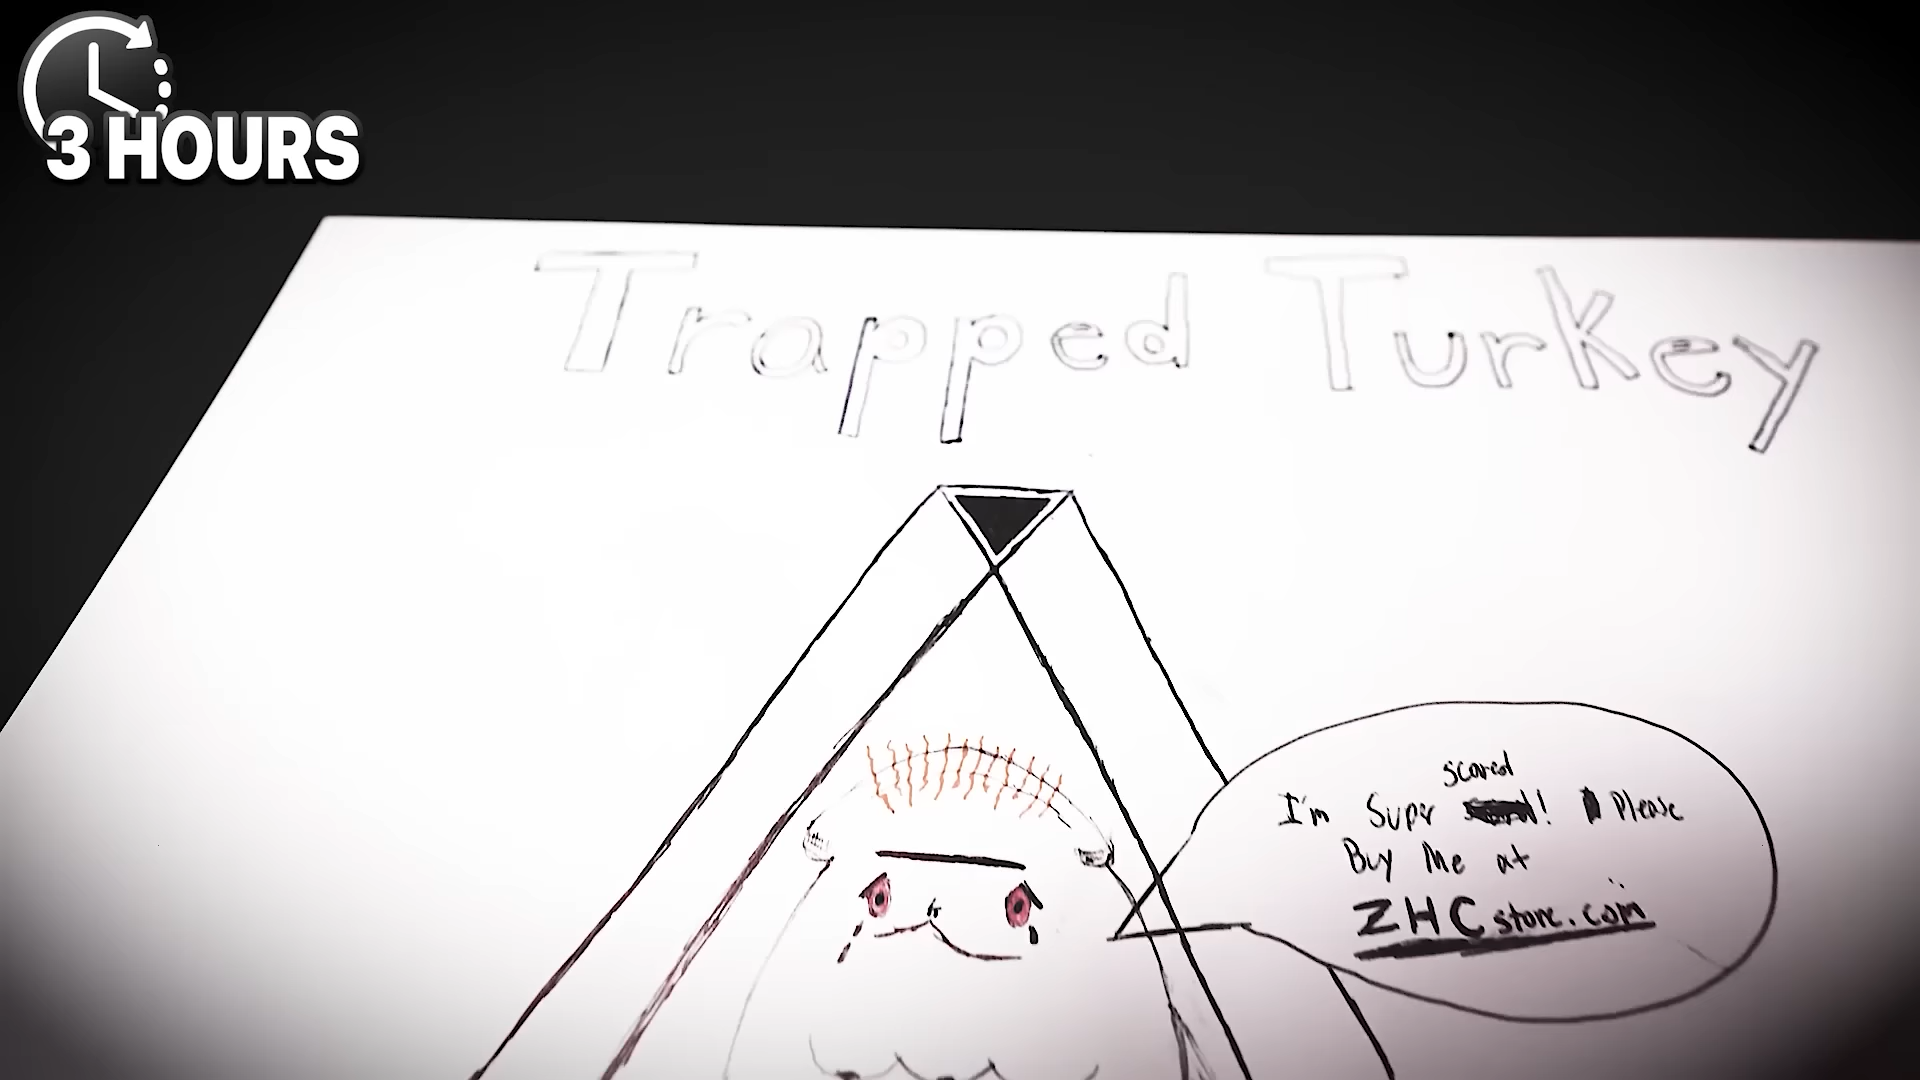 3 HOURS
Trapped Turkey
scared
I'm Super ! Please
Buy Me at
ZHCstore.com